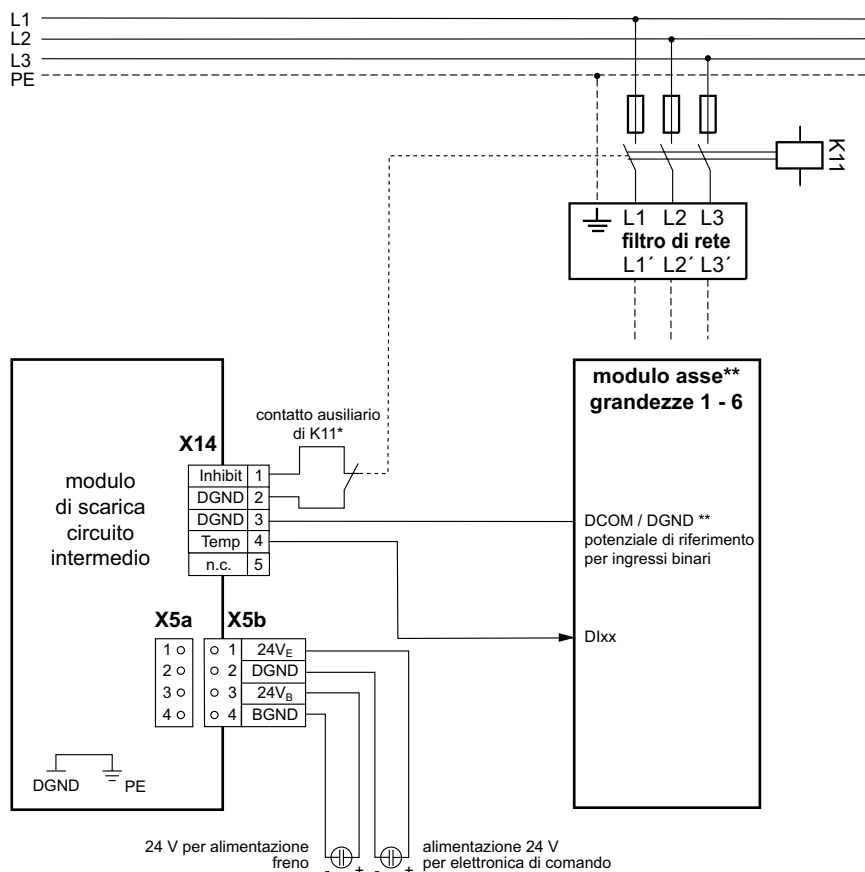 L1
L2
L3
PE
K11
L1 L2 L3
filtro di rete
L1´ L2´ L3´
modulo asse**
grandezze 1 - 6
contatto ausiliario
di K11*
X14
modulo
di scarica
circuito
intermedio
Inhibit 1
DGND 2
DGND 3
Temp 4
n.c. 5
DCOM / DGND **
potenziale di riferimento
per ingressi binari
DIxx
X5a X5b
1 1 24VE
2 2 DGND
3 3 24VB
4 4 BGND
DGND PE
24 V per alimentazione
freno
- +
alimentazione 24 V
per elettronica di comando
- +